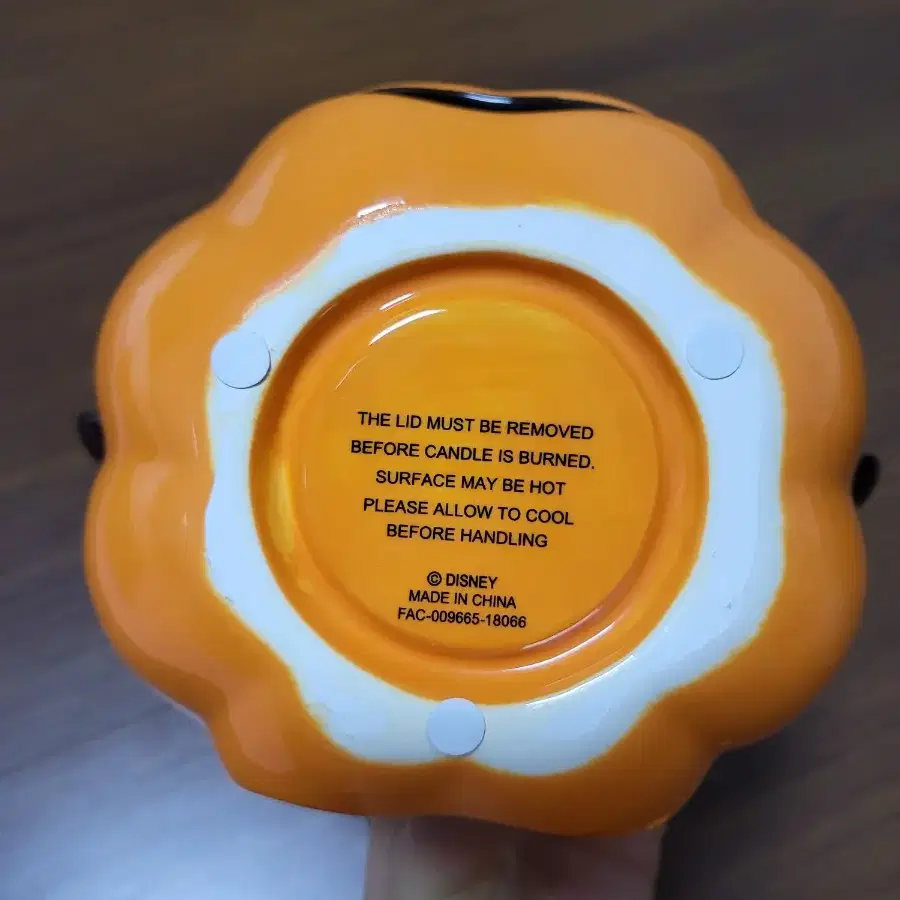 THE LID MUST BE REMOVED
BEFORE CANDLE IS BURNED.
SURFACE MAY BE HOT
PLEASE ALLOW TO COOL
BEFORE HANDLING
© DISNEY
MADE IN CHINA
FAC-009665-18066